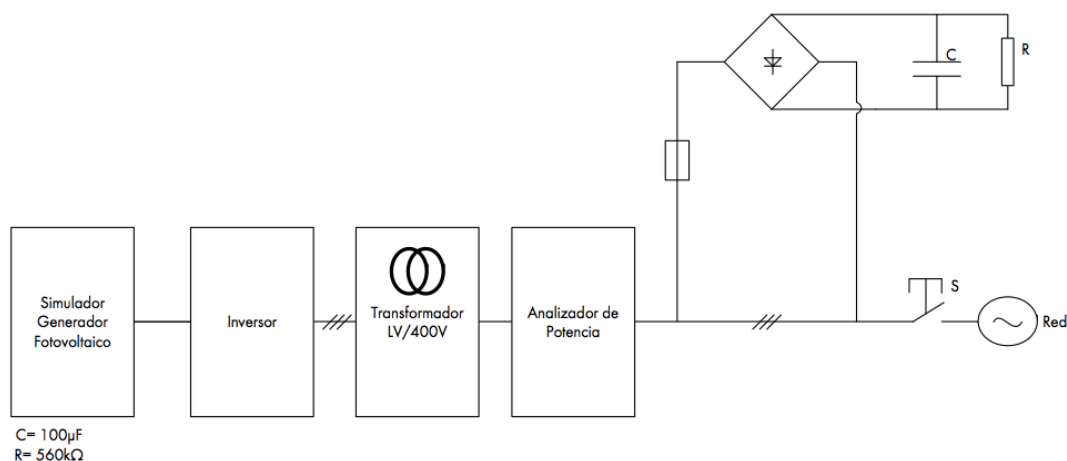 C
R
Simulador
Generador
Fotovoltaico
Inversor
Transformador
LV/400V
Analizador de
Potencia
S
Red
C= 100µF
R= 560kΩ